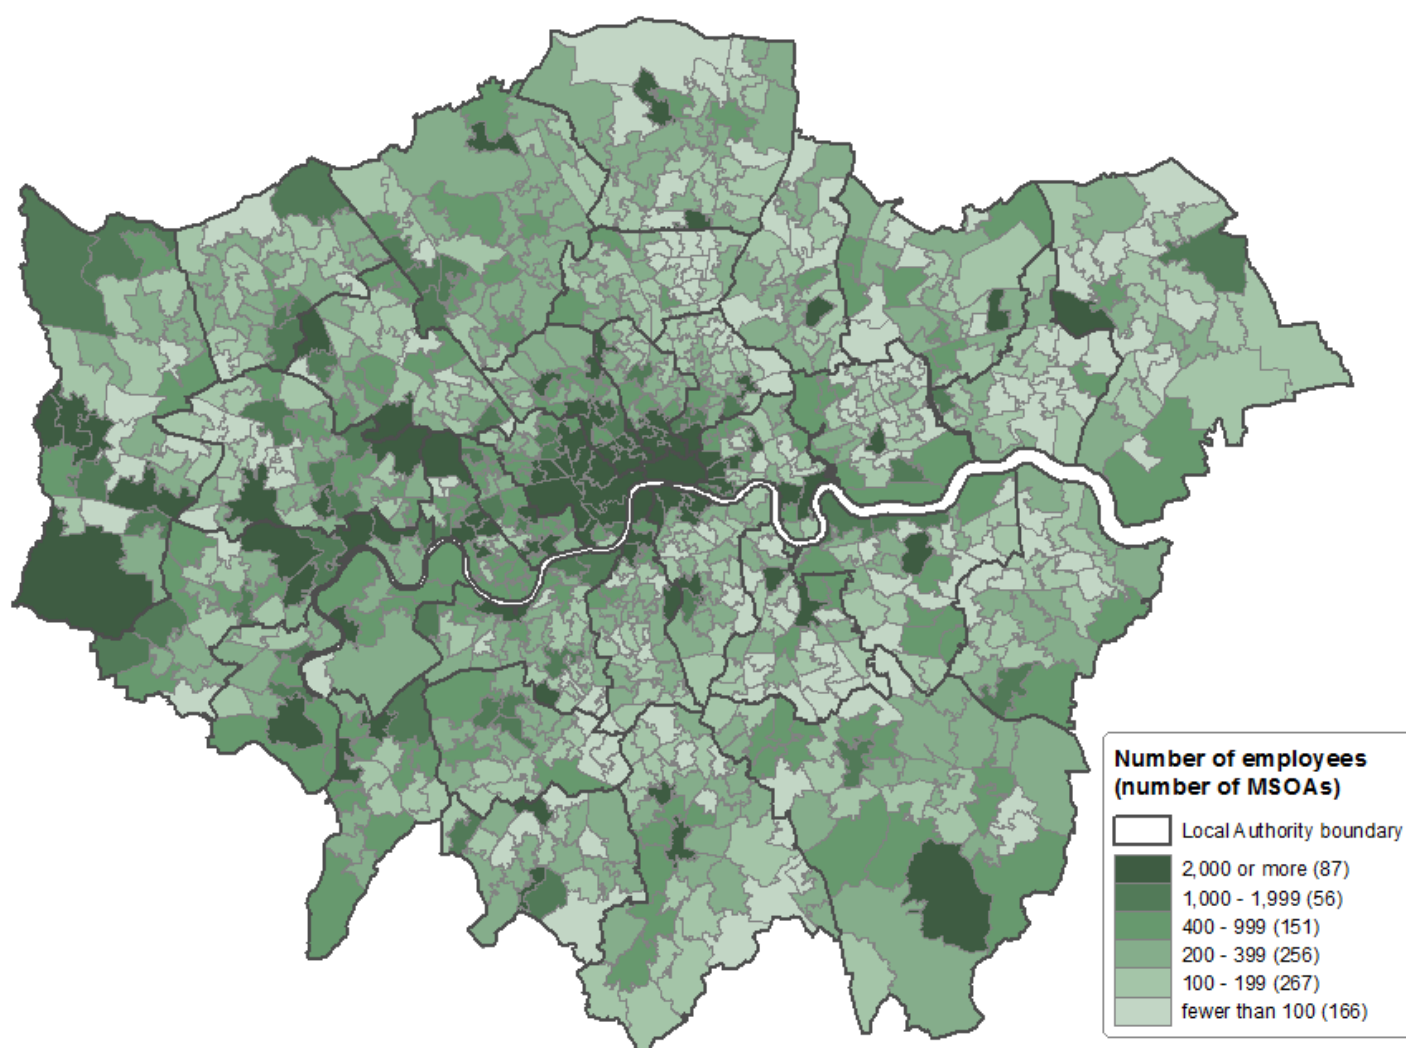 Number of employees
(number of MSOAs)
Local Authority boundary
2,000 or more (87)
1,000 - 1,999 (56)
400 - 999 (151)
200 - 399 (256)
100 - 199 (267)
fewer than 100 (166)